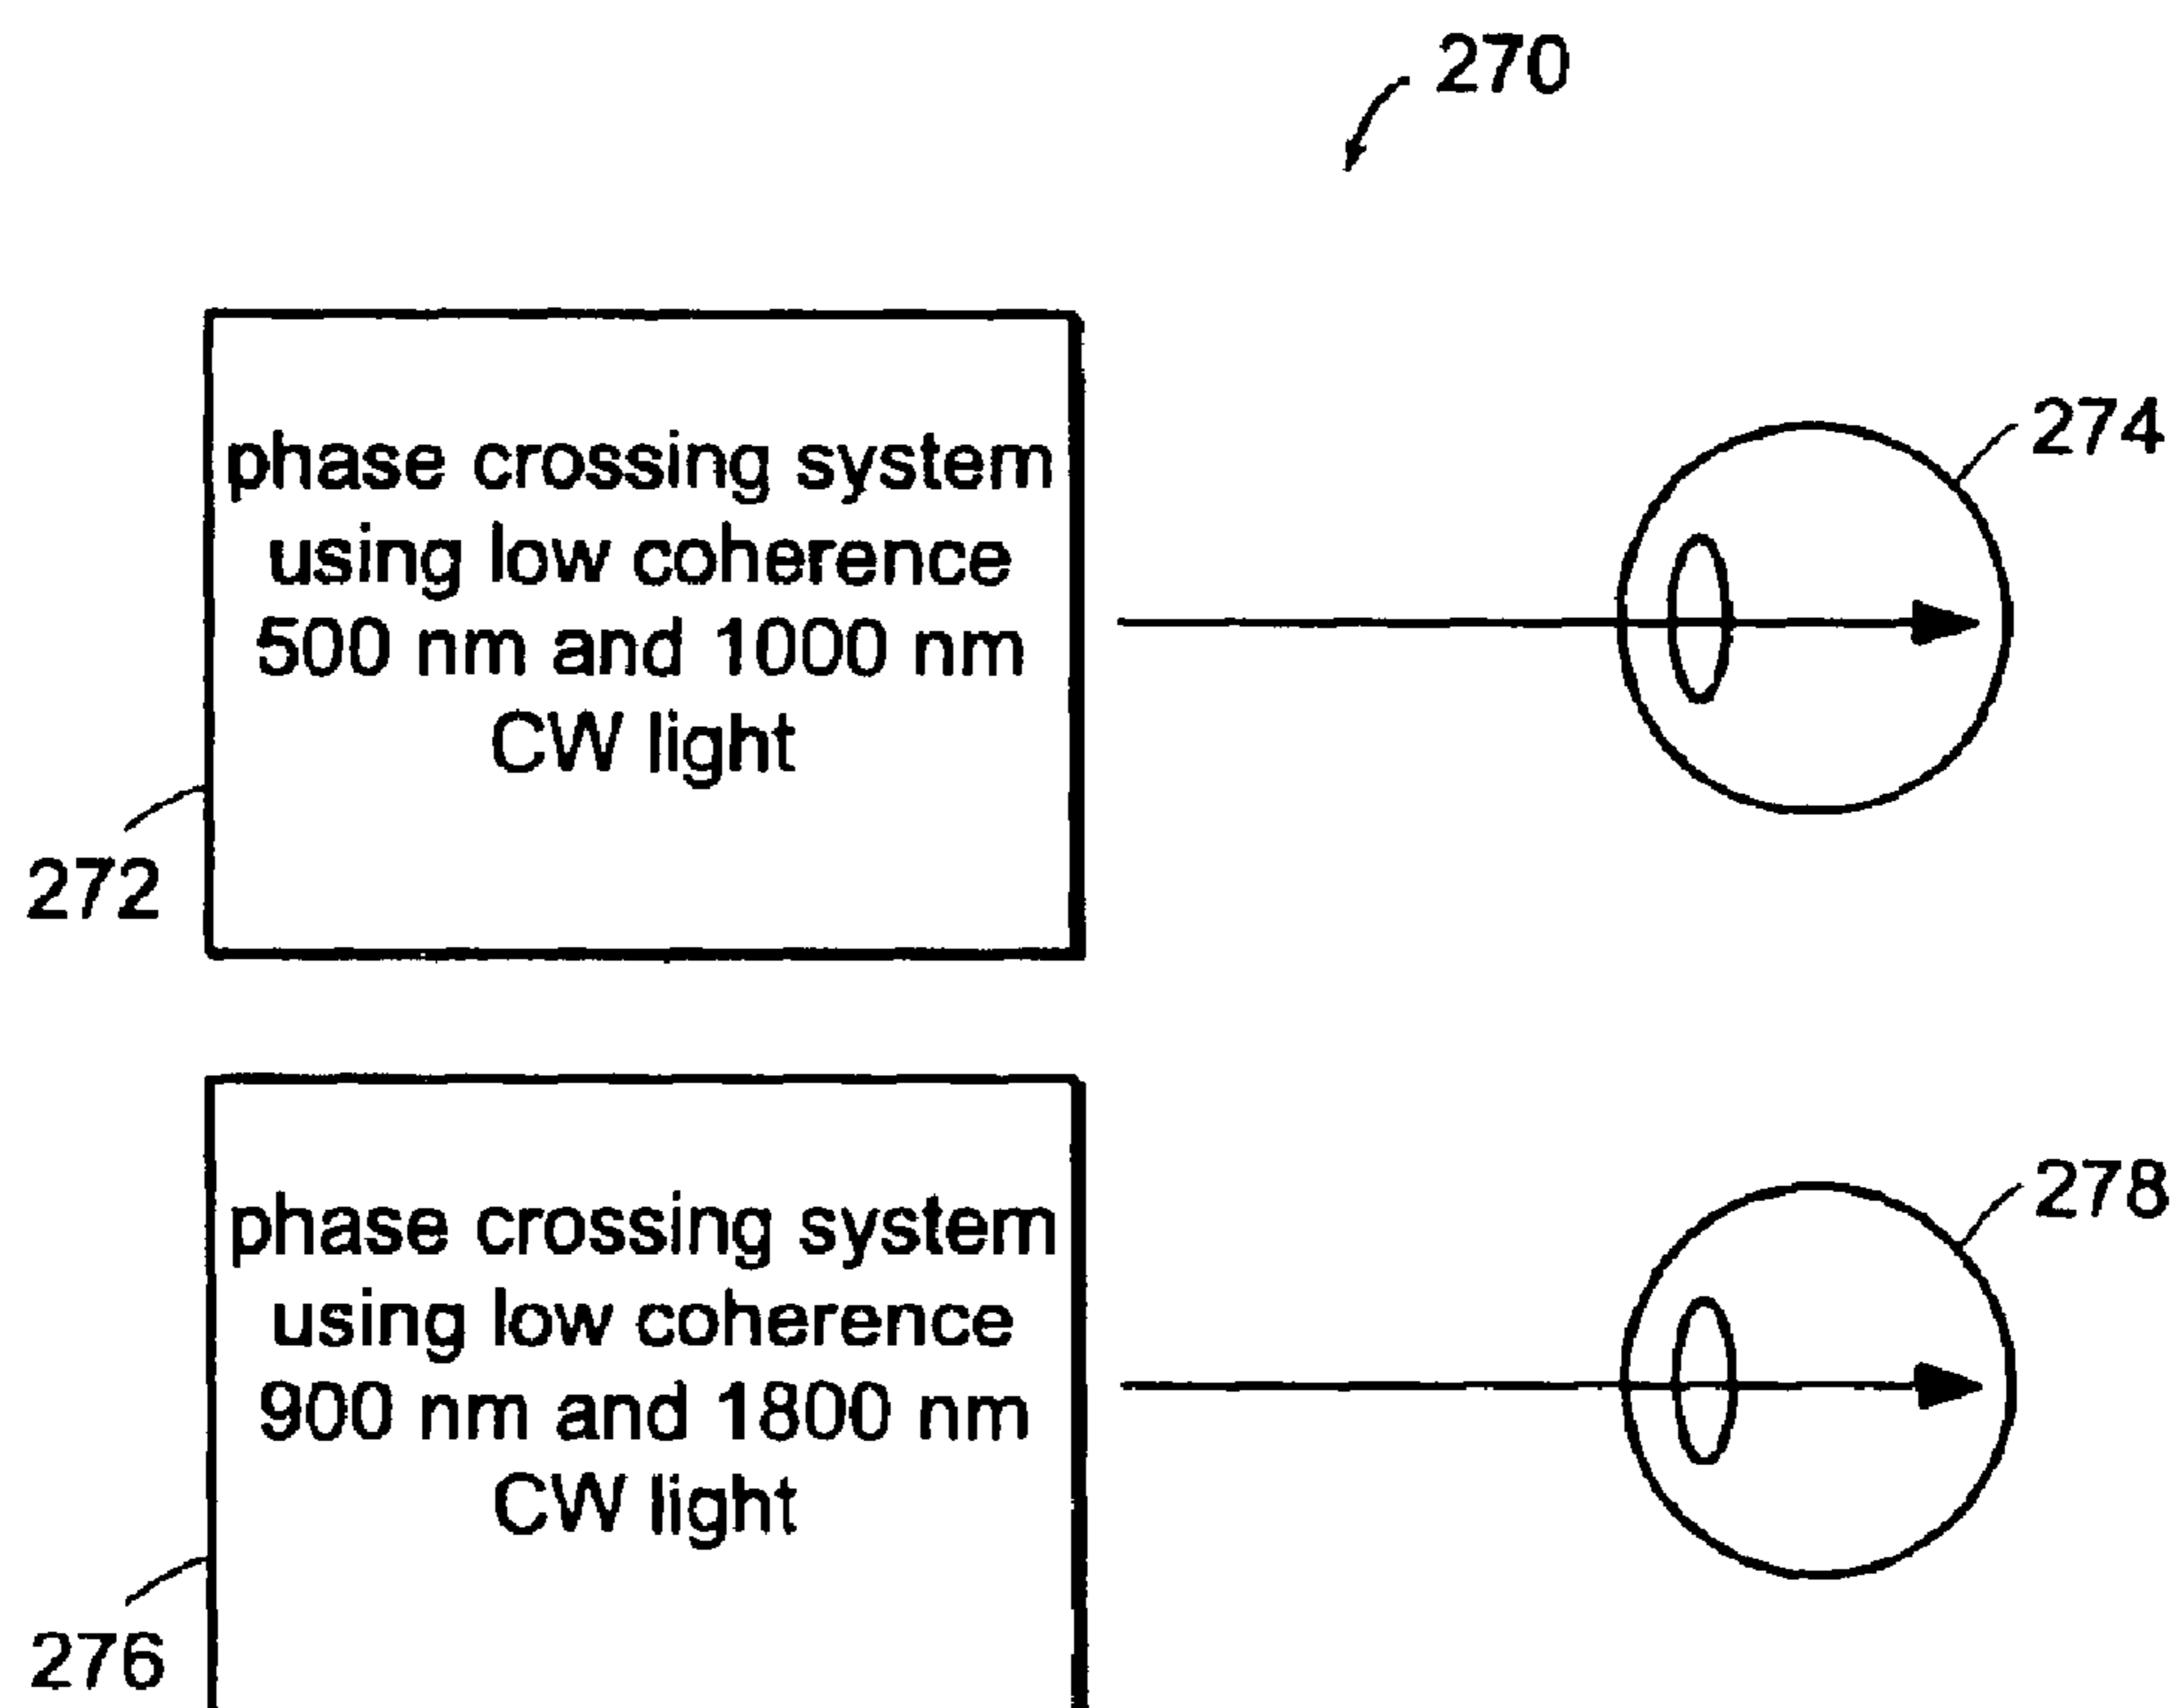 270
phase crossing system
using low coherence
500 nm and 1000 nm
CW light
274
272
phase crossing system
using low coherence
900 nm and 1800 nm
CW light
278
276